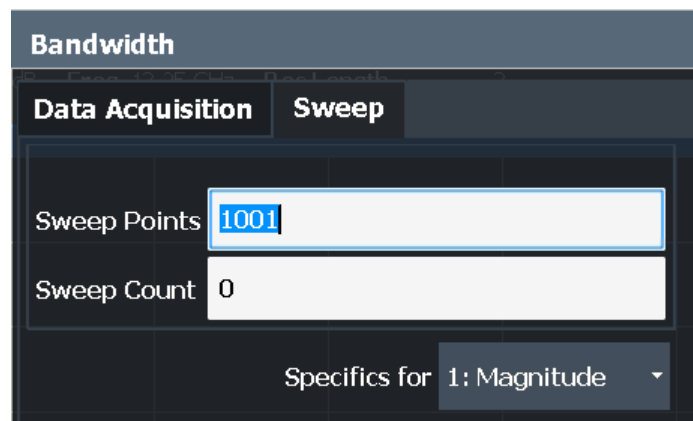 Bandwidth
Data Acquisition Sweep
Sweep Points 1001
Sweep Count 0
Specifics for 1: Magnitude